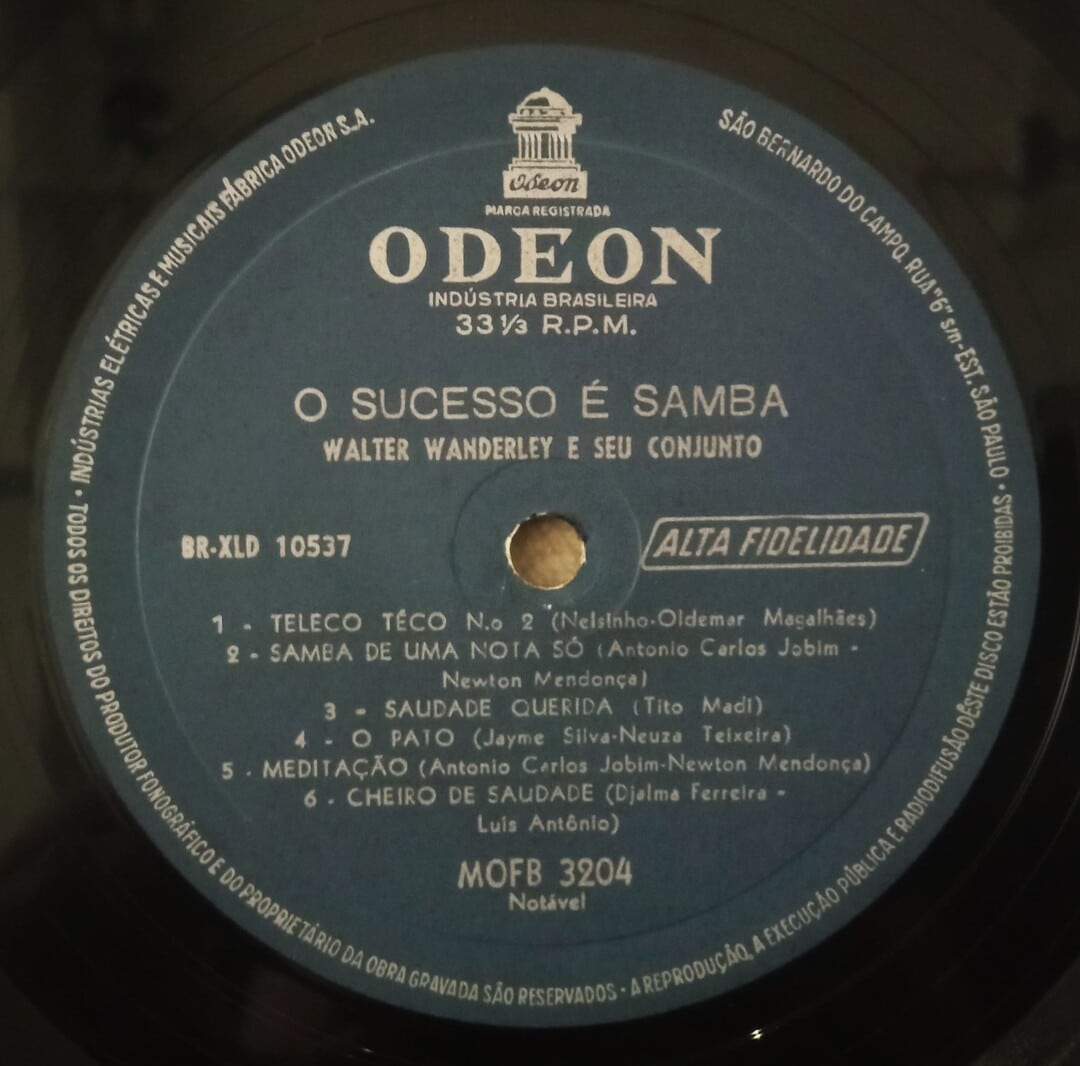 Odeon
MARCA REGISTRADA
ODEON
INDÚSTRIA BRASILEIRA
33 1/3 R.P.M.
O SUCESSO É SAMBA
WALTER WANDERLEY E SEU CONJUNTO
BR-XLD 10537
ALTA FIDELIDADE
1 - TELECO TÉCO N.o 2 (Nelsinho-Oldemar Magalhães)
2 - SAMBA DE UMA NOTA SÓ (Antonio Carlos Jobim -
Newton Mendonça)
3 - SAUDADE QUERIDA (Tito Madi)
4 - O PATO (Jayme Silva-Neuza Teixeira)
5 - MEDITAÇÃO (Antonio Carlos Jobim-Newton Mendonça)
6 - CHEIRO DE SAUDADE (Djalma Ferreira -
Luis Antônio)
MOFB 3204
Notável
INDÚSTRIAS ELÉTRICAS E MUSICAIS FÁBRICA ODEON S.A.
SÃO BERNARDO DO CAMPO, RUA "6" s/n - EST. SÃO PAULO •
TODOS OS DIREITOS DO PRODUTOR FONOGRÁFICO E DO PROPRIETÁRIO DA OBRA GRAVADA SÃO RESERVADOS • A REPRODUÇÃO, A EXECUÇÃO PÚBLICA E RADIODIFUSÃO DÊSTE DISCO ESTÃO PROIBIDAS •